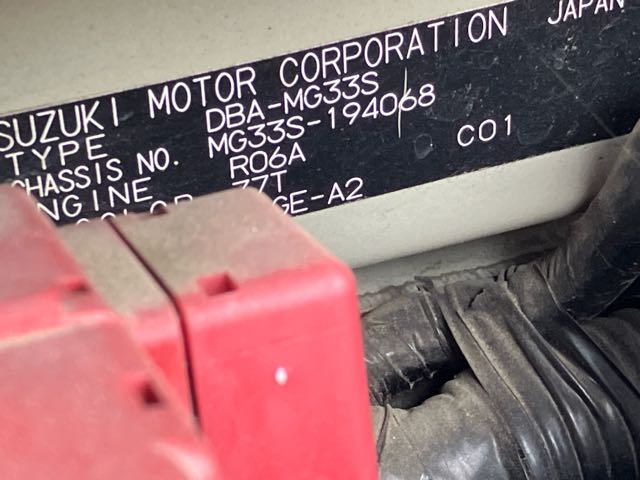 SUZUKI MOTOR CORPORATION JAPAN
TYPE DBA-MG33S
CHASSIS NO. MG33S-194068
ENGINE R06A C01
Z7T
GE-A2